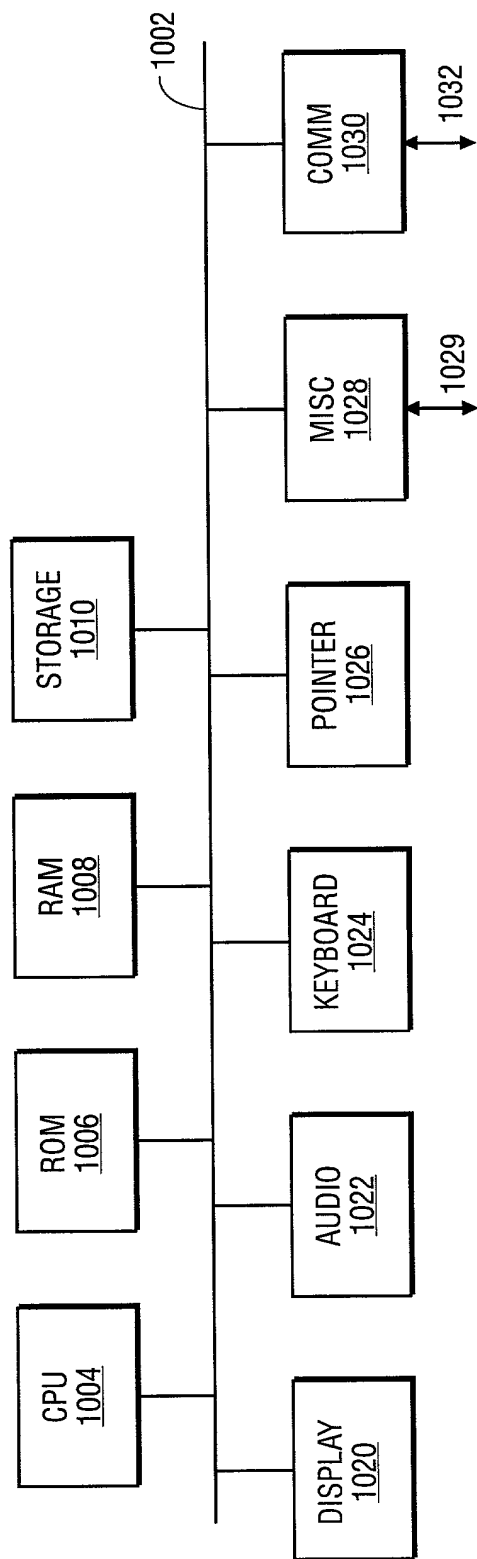 CPU
1004
ROM
1006
RAM
1008
STORAGE
1010
1002
DISPLAY
1020
AUDIO
1022
KEYBOARD
1024
POINTER
1026
MISC
1028
COMM
1030
1029
1032